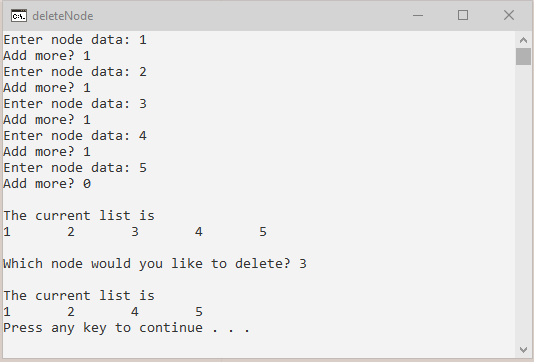 deleteNode
Enter node data: 1
Add more? 1
Enter node data: 2
Add more? 1
Enter node data: 3
Add more? 1
Enter node data: 4
Add more? 1
Enter node data: 5
Add more? 0
The current list is
1 2 3 4 5
Which node would you like to delete? 3
The current list is
1 2 4 5
Press any key to continue . . .